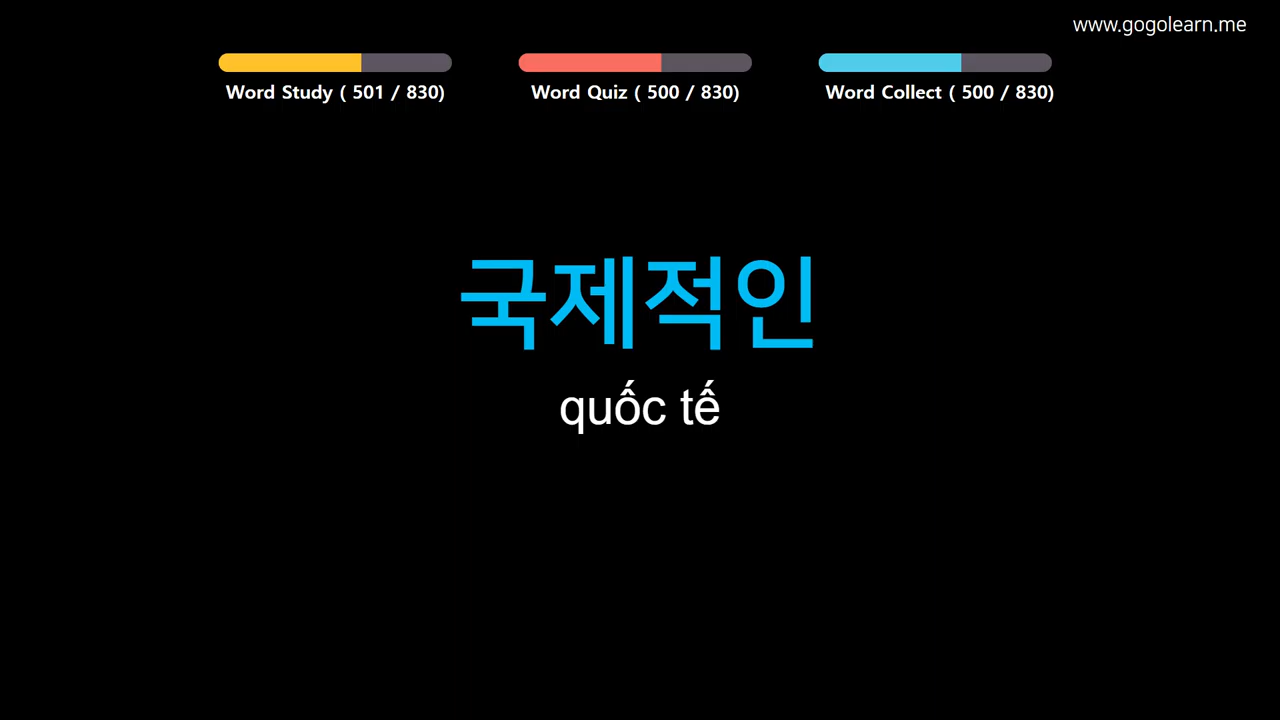 www.gogolearn.me
Word Study ( 501 / 830)
Word Quiz ( 500 / 830)
Word Collect ( 500 / 830)
국제적인
quốc tế